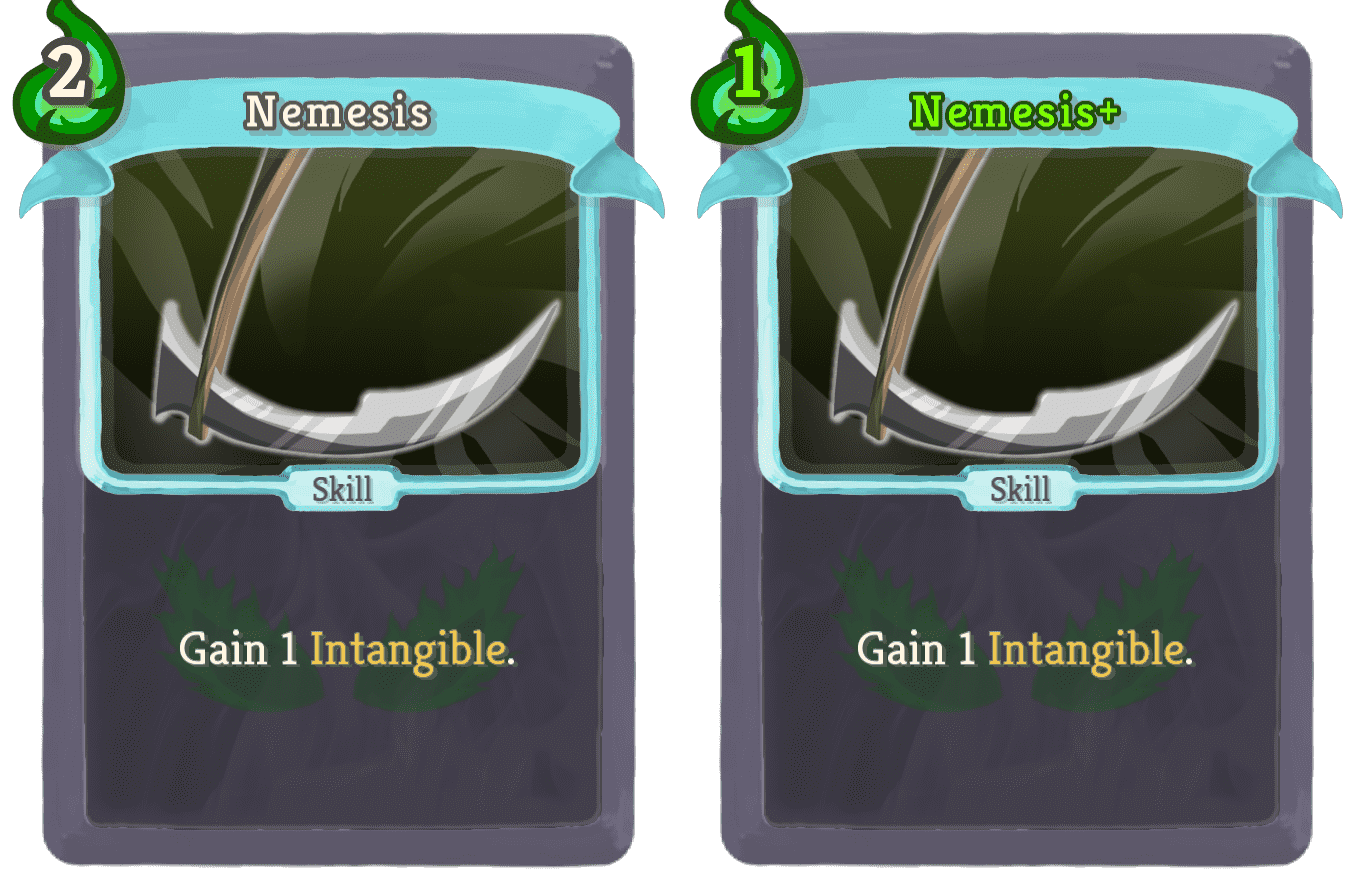 2
Nemesis
Skill
Gain 1 Intangible.
1
Nemesis+
Skill
Gain 1 Intangible.